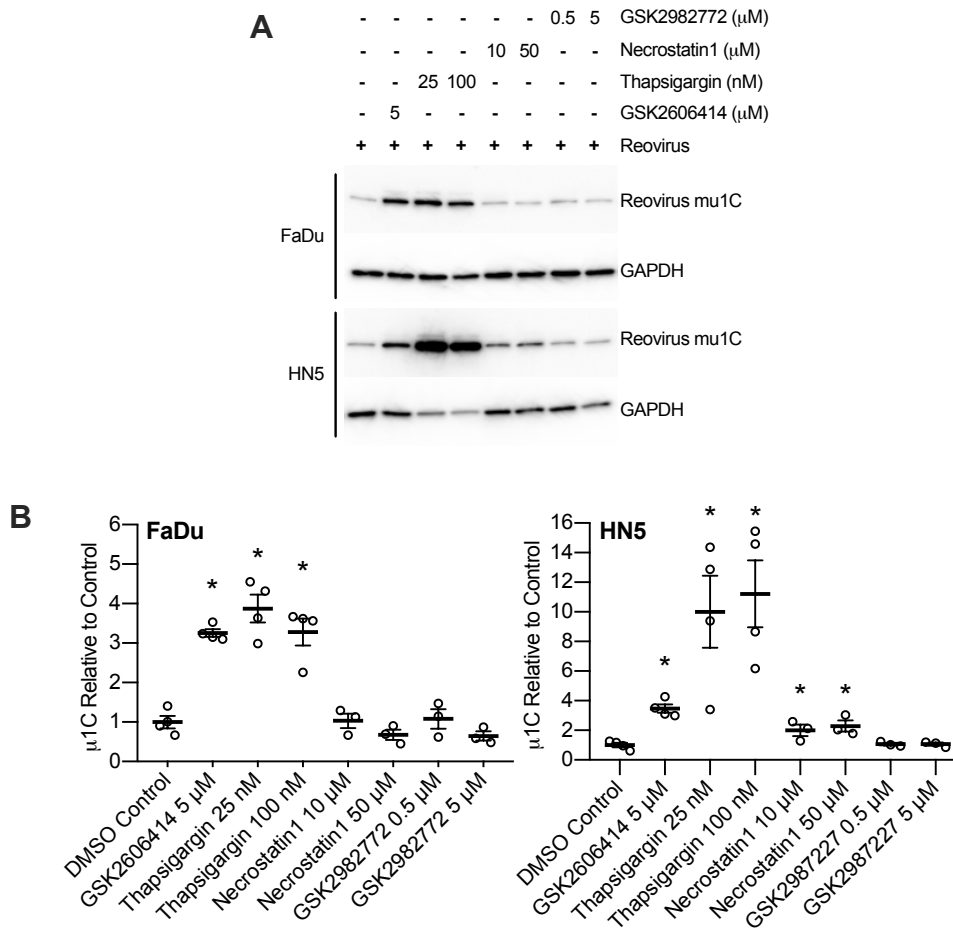 A
- - - - - - 0.5 5 GSK2982772 (μM)
- - - - 10 50 - - Necrostatin1 (μM)
- - 25 100 - - - - Thapsigargin (nM)
- 5 - - - - - - GSK2606414 (μM)
+ + + + + + + + Reovirus
FaDu
Reovirus mu1C
GAPDH
HN5
Reovirus mu1C
GAPDH
B
FaDu
μ1C Relative to Control
6
5
4
3
2
1
0
* * *
DMSO Control
GSK2606414 5 μM
Thapsigargin 25 nM
Thapsigargin 100 nM
Necrostatin1 10 μM
Necrostatin1 50 μM
GSK2982772 0.5 μM
GSK2982772 5 μM
HN5
μ1C Relative to Control
16
14
12
10
8
6
4
2
0
* * * * *
DMSO Control
GSK2606414 5 μM
Thapsigargin 25 nM
Thapsigargin 100 nM
Necrostatin1 10 μM
Necrostatin1 50 μM
GSK2987227 0.5 μM
GSK2987227 5 μM